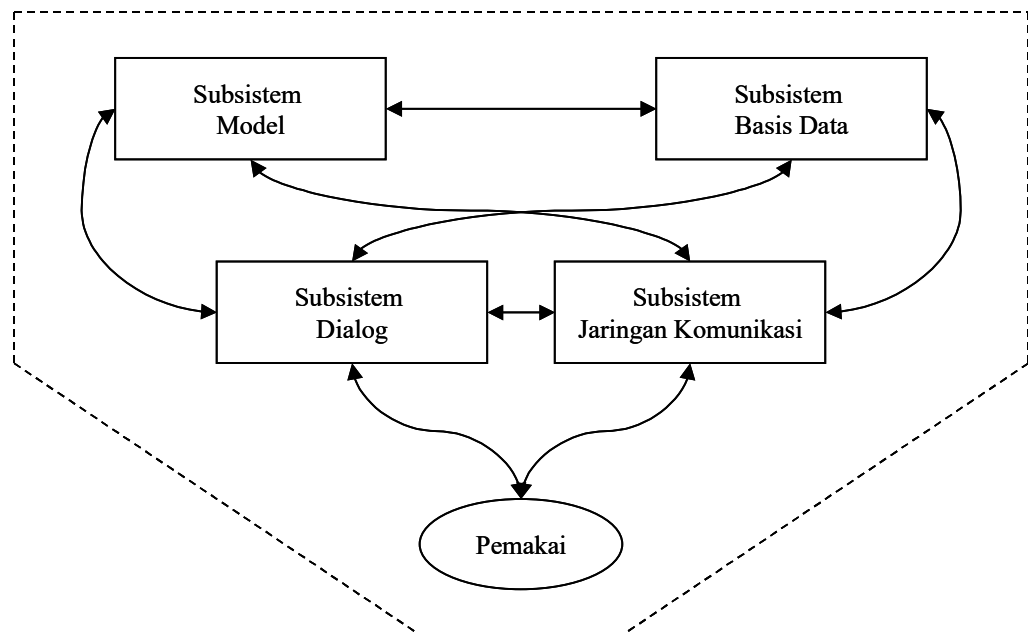 Subsistem
Model
Subsistem
Basis Data
Subsistem
Dialog
Subsistem
Jaringan Komunikasi
Pemakai